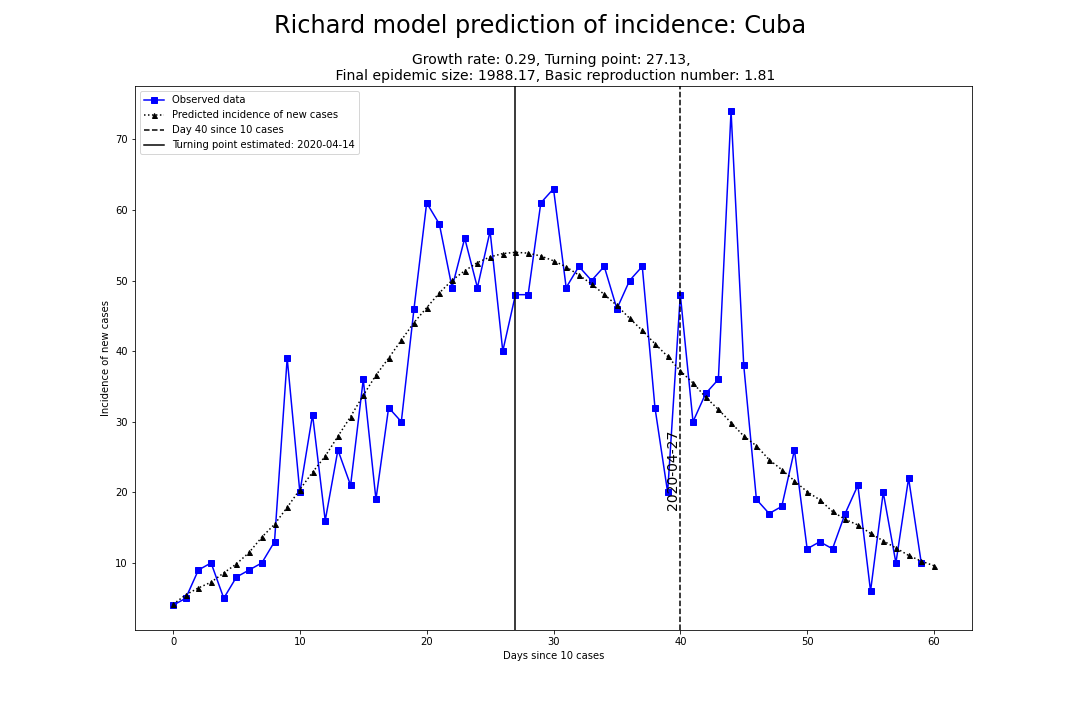 Richard model prediction of incidence: Cuba
Growth rate: 0.29, Turning point: 27.13,
Final epidemic size: 1988.17, Basic reproduction number: 1.81
Observed data
Predicted incidence of new cases
Day 40 since 10 cases
Turning point estimated: 2020-04-14
70
60
50
40
30
20
10
Incidence of new cases
2020-04-27
0 10 20 30 40 50 60
Days since 10 cases